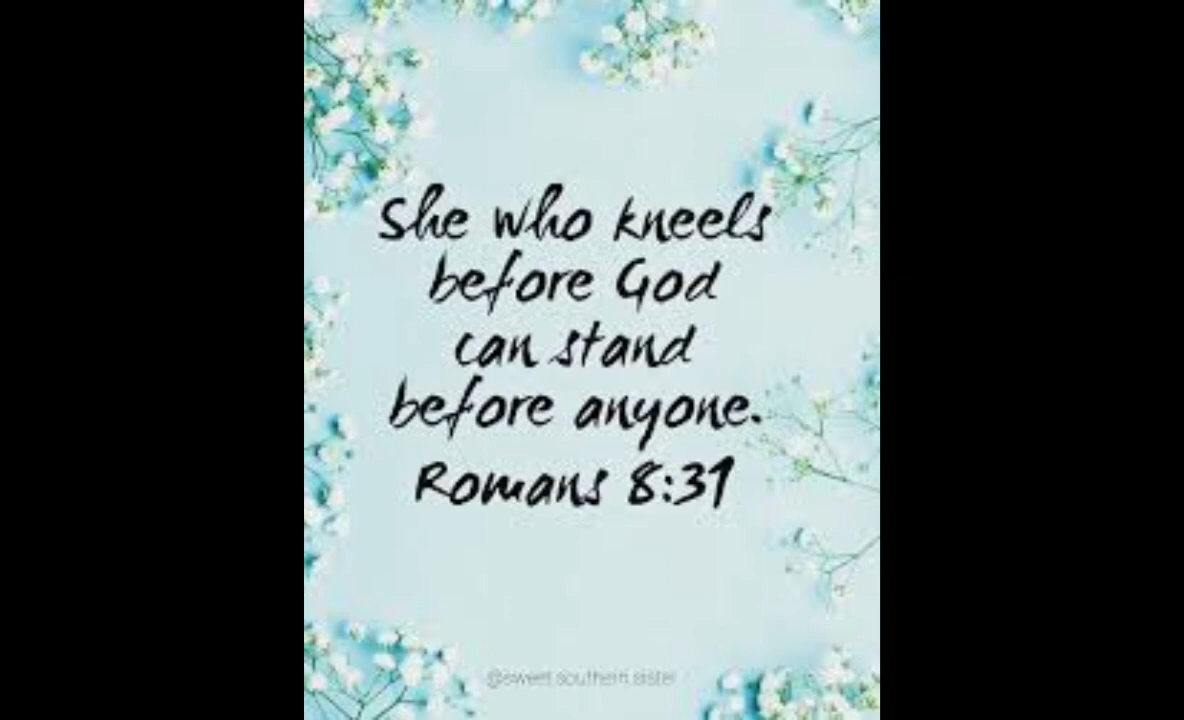 She who kneels
before God
can stand
before anyone.
Romans 8:31
@sweet.southern.sister